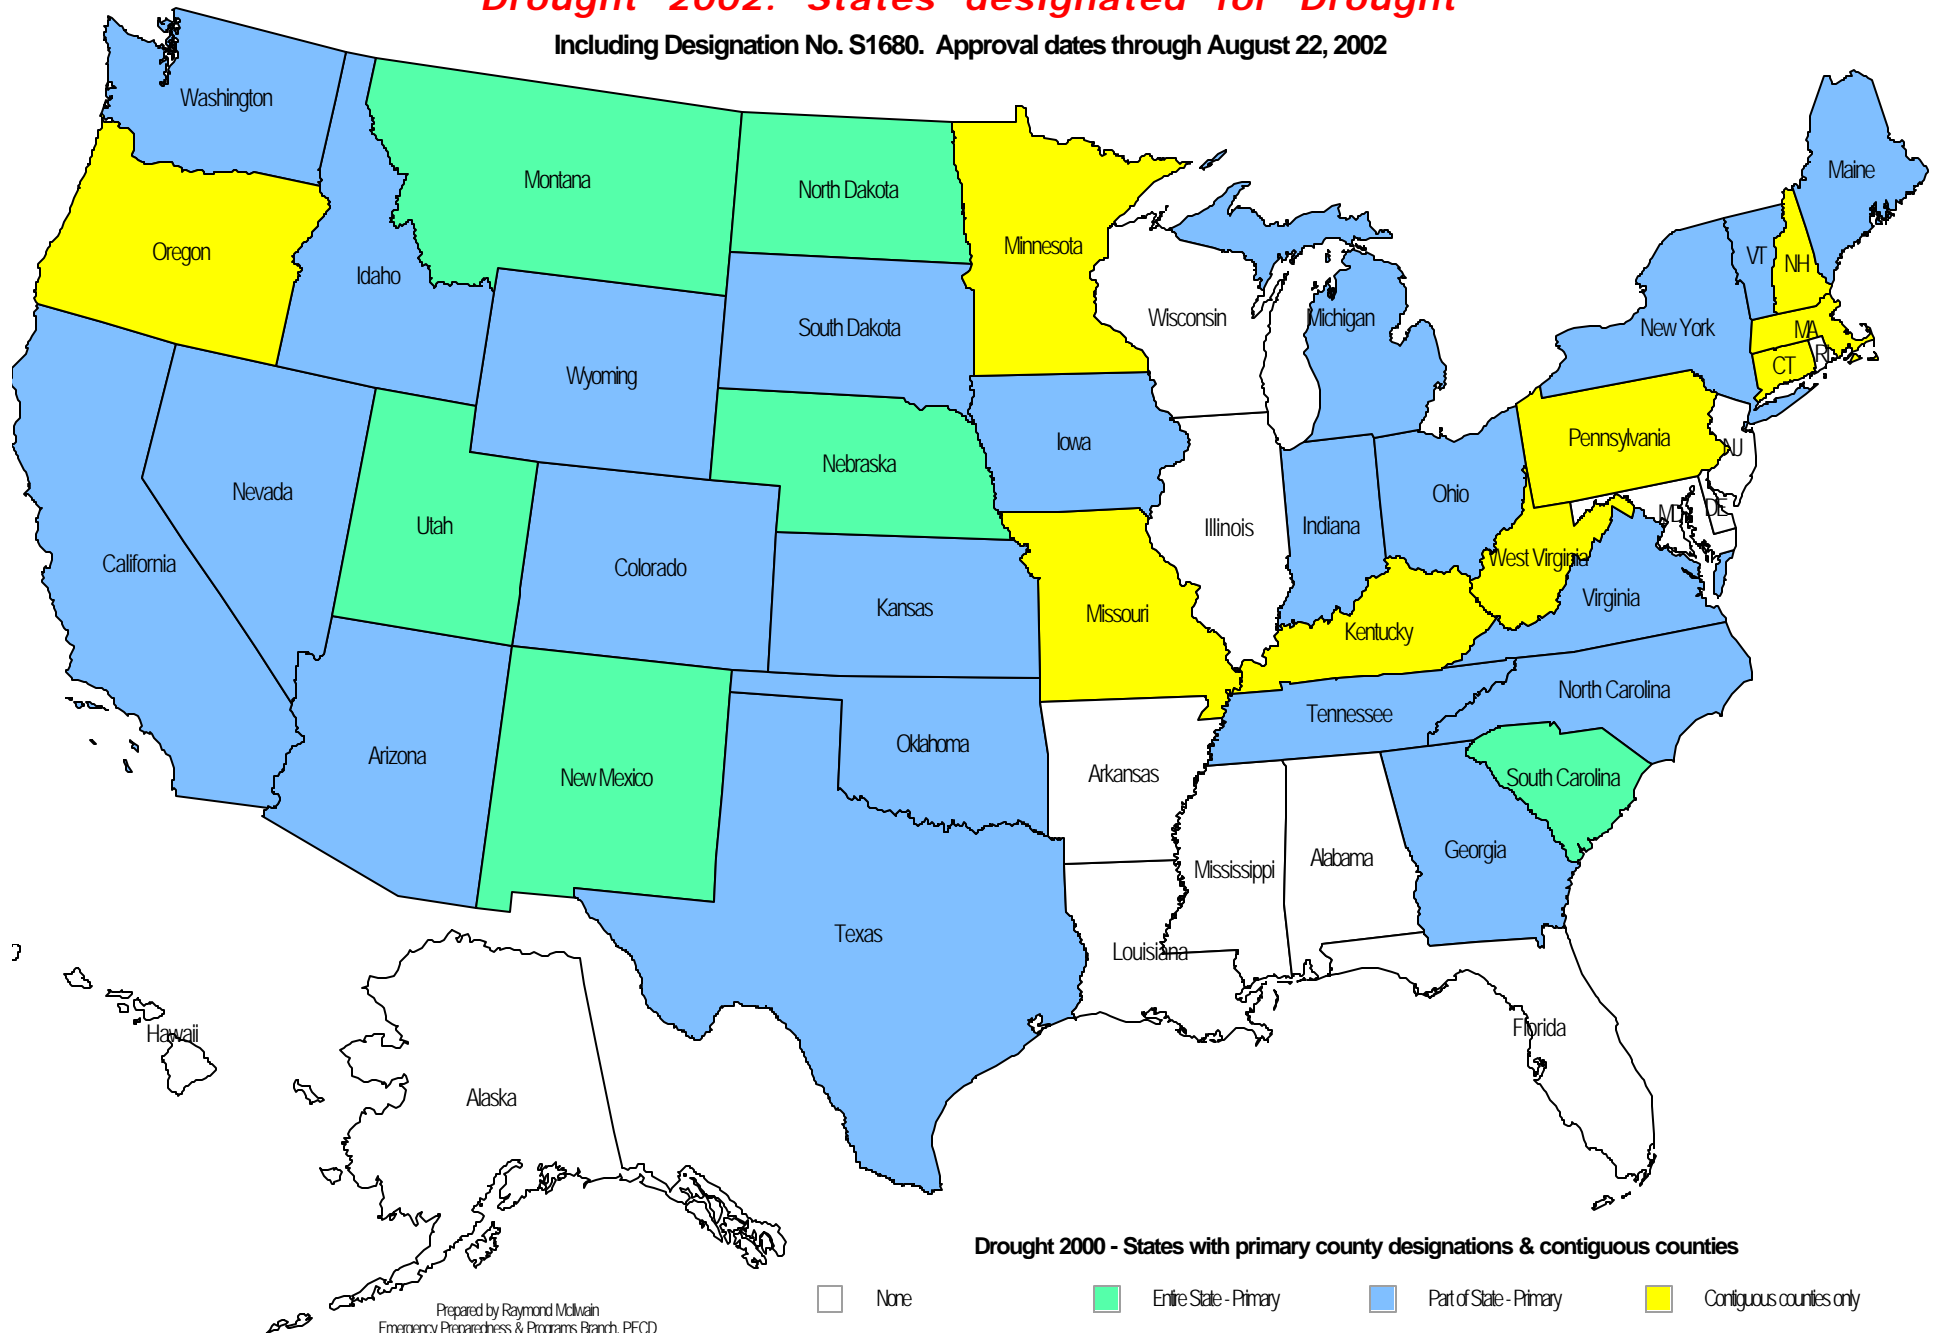 Drought 2002: States designated for Drought
Including Designation No. S1680. Approval dates through August 22, 2002
Washington
Montana
North Dakota
Minnesota
Maine
Oregon
Idaho
VT
NH
South Dakota
Wisconsin
Michigan
New York
MA
RI
CT
Wyoming
Iowa
Pennsylvania
NJ
Nebraska
Nevada
Utah
Ohio
Illinois
Indiana
MD
DE
California
Colorado
West Virginia
Kansas
Missouri
Virginia
Kentucky
North Carolina
Tennessee
Arizona
New Mexico
Oklahoma
Arkansas
South Carolina
Mississippi
Alabama
Georgia
Texas
Louisiana
Florida
Hawaii
Alaska
Drought 2000 - States with primary county designations & contiguous counties
None
Entire State - Primary
Part of State - Primary
Contiguous counties only
Prepared by Raymond McIlwain
Emergency Preparedness & Programs Branch, PECD